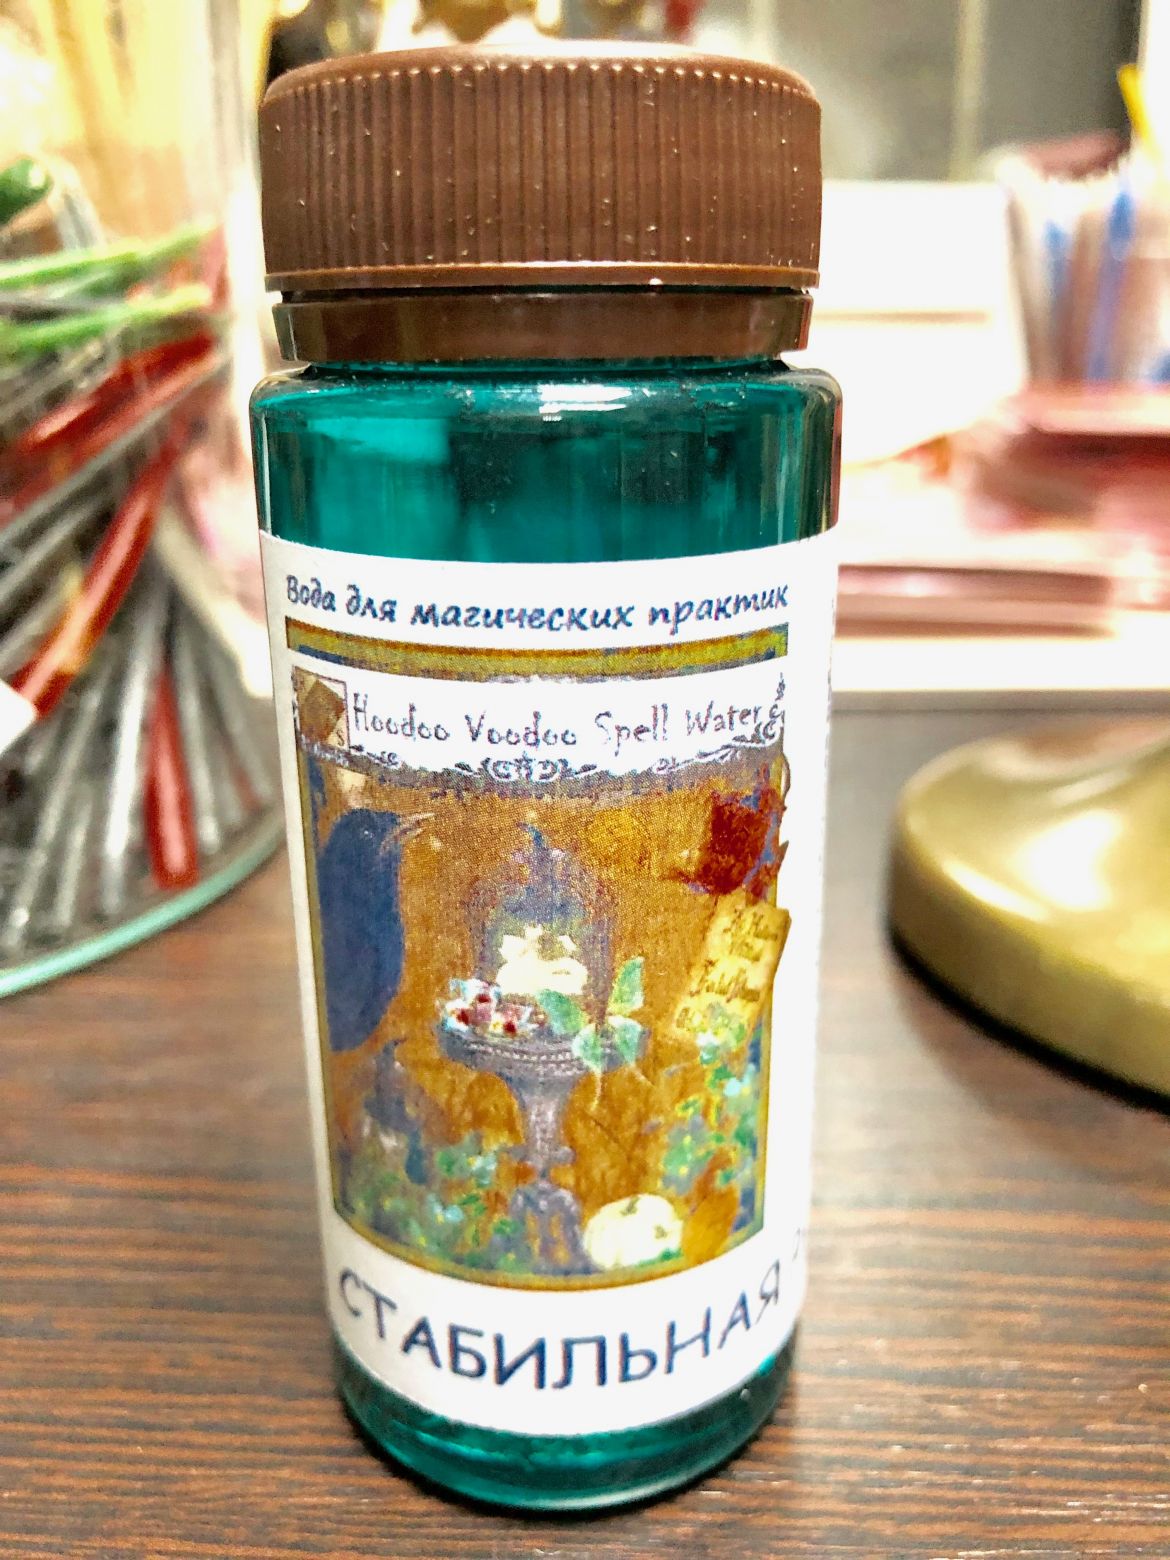 Вода для магических практик
Hoodoo Voodoo Spell Water
СТАБИЛЬНАЯ